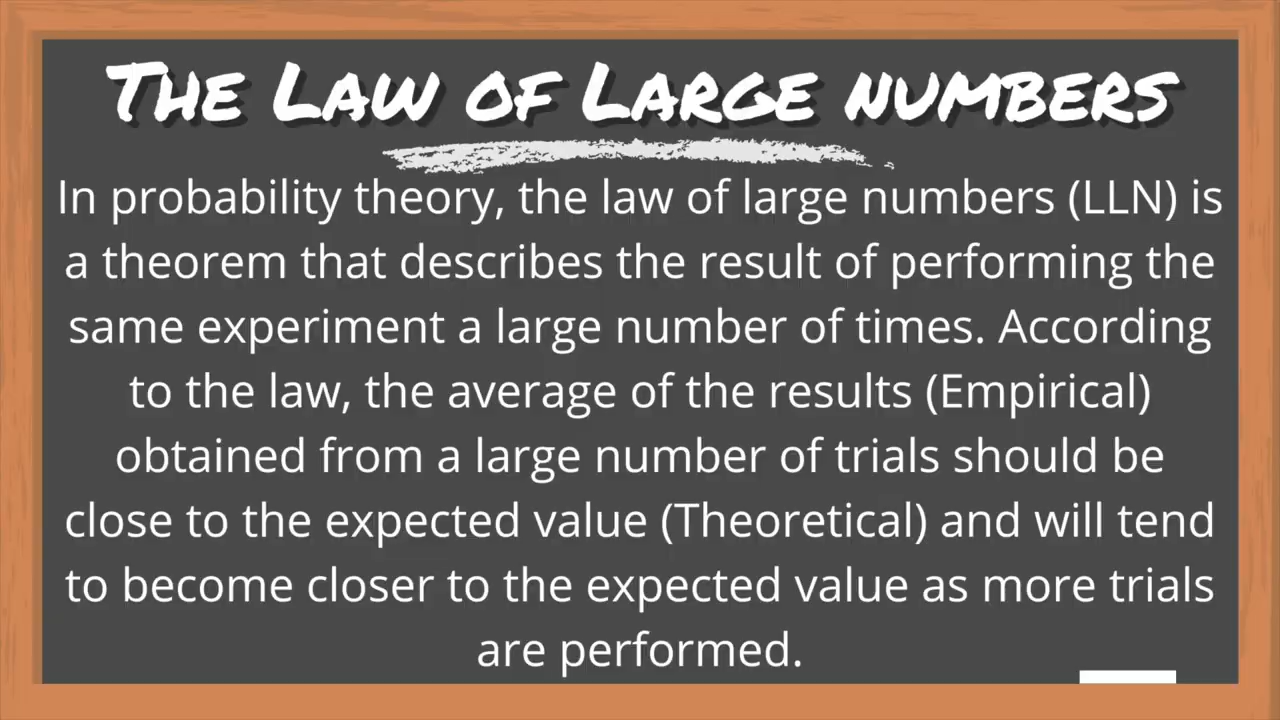 The Law of Large numbers
In probability theory, the law of large numbers (LLN) is
a theorem that describes the result of performing the
same experiment a large number of times. According
to the law, the average of the results (Empirical)
obtained from a large number of trials should be
close to the expected value (Theoretical) and will tend
to become closer to the expected value as more trials
are performed.